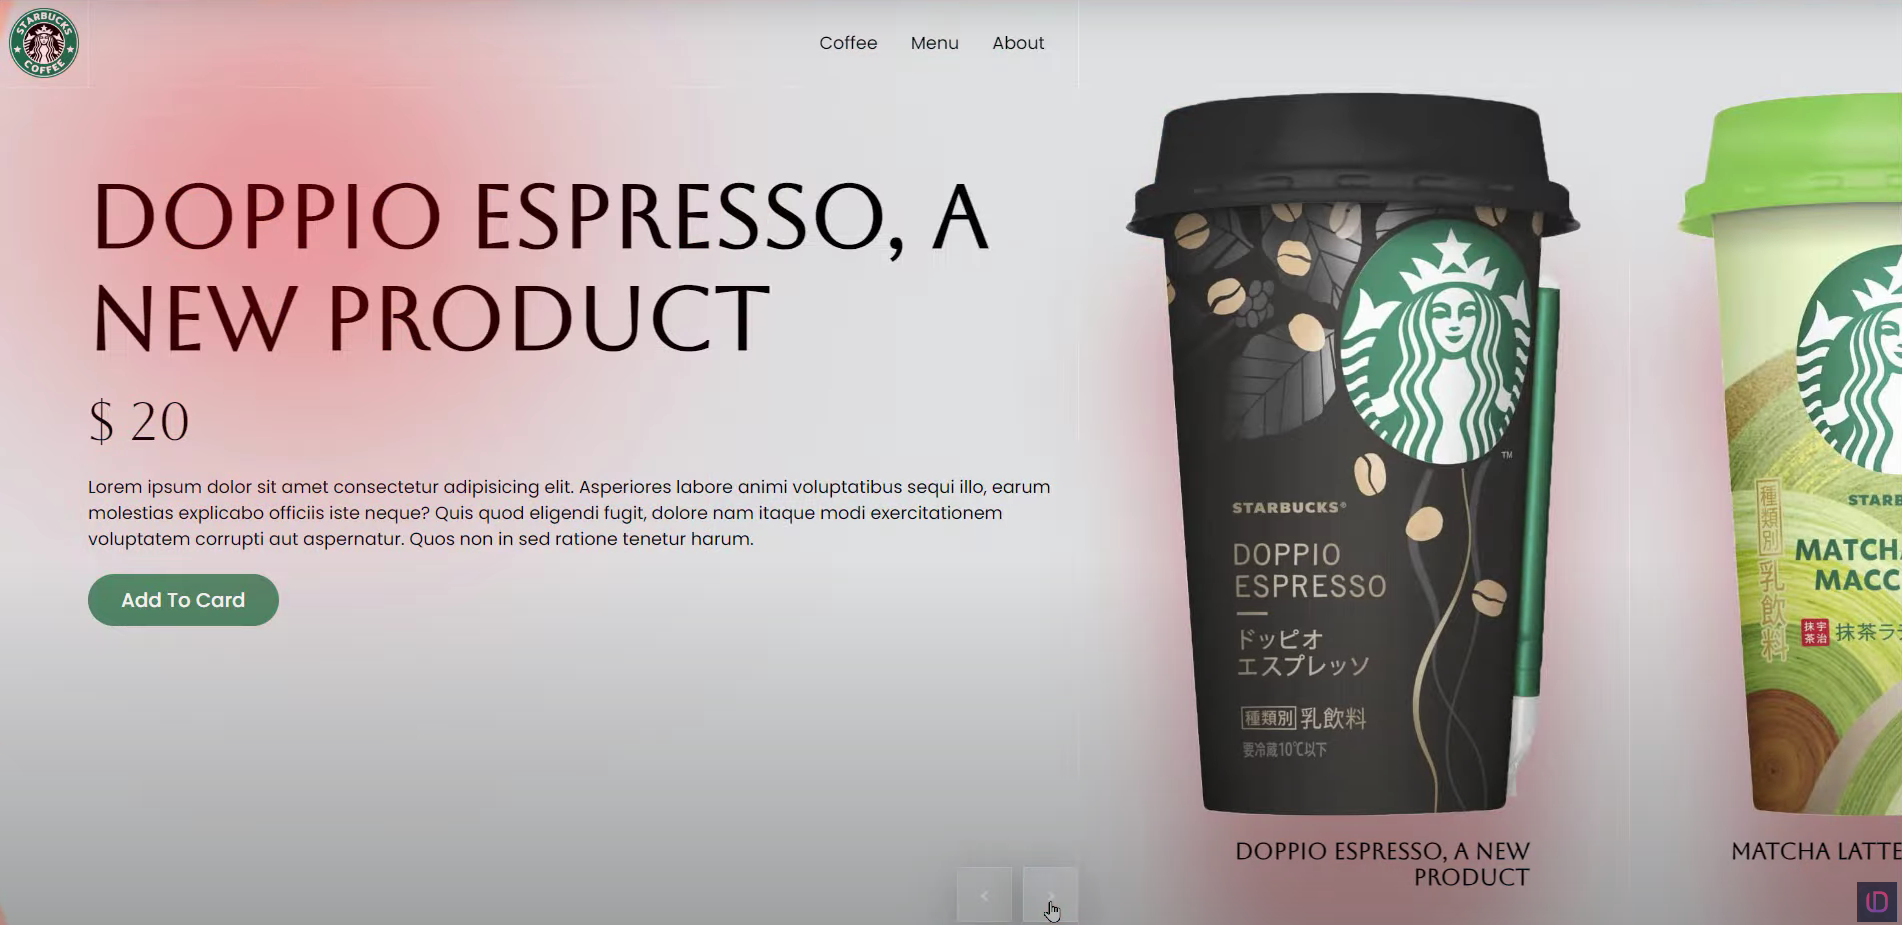 STARBUCKS
COFFEE
Coffee
Menu
About
DOPPIO ESPRESSO, A
NEW PRODUCT
$ 20
Lorem ipsum dolor sit amet consectetur adipisicing elit. Asperiores labore animi voluptatibus sequi illo, earum
molestias explicabo officiis iste neque? Quis quod eligendi fugit, dolore nam itaque modi exercitationem
voluptatem corrupti aut aspernatur. Quos non in sed ratione tenetur harum.
Add To Card
TM
STARBUCKS®
DOPPIO
ESPRESSO
ドッピオ
エスプレッソ
種類別 乳飲料
要冷蔵10℃以下
DOPPIO ESPRESSO, A NEW
PRODUCT
種類別 乳飲料
STARB
MATCHA
MACC
宇治抹茶
抹茶ラ
MATCHA LATTE